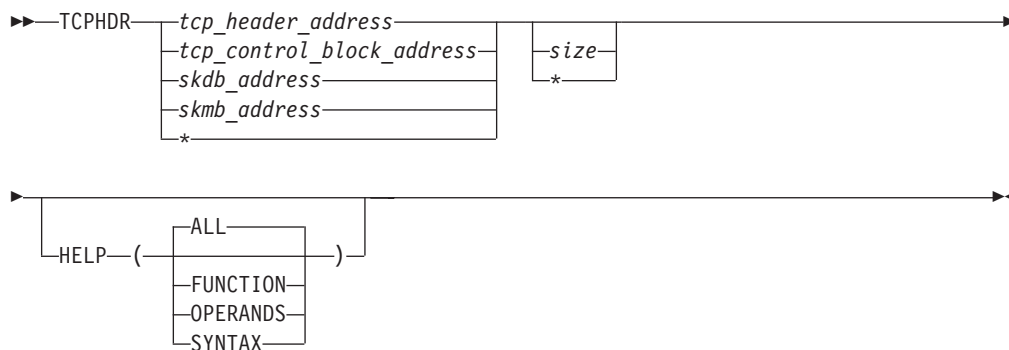 TCPHDR tcp_header_address
tcp_control_block_address size
skdb_address *
skmb_address
*
ALL
HELP ( )
FUNCTION
OPERANDS
SYNTAX